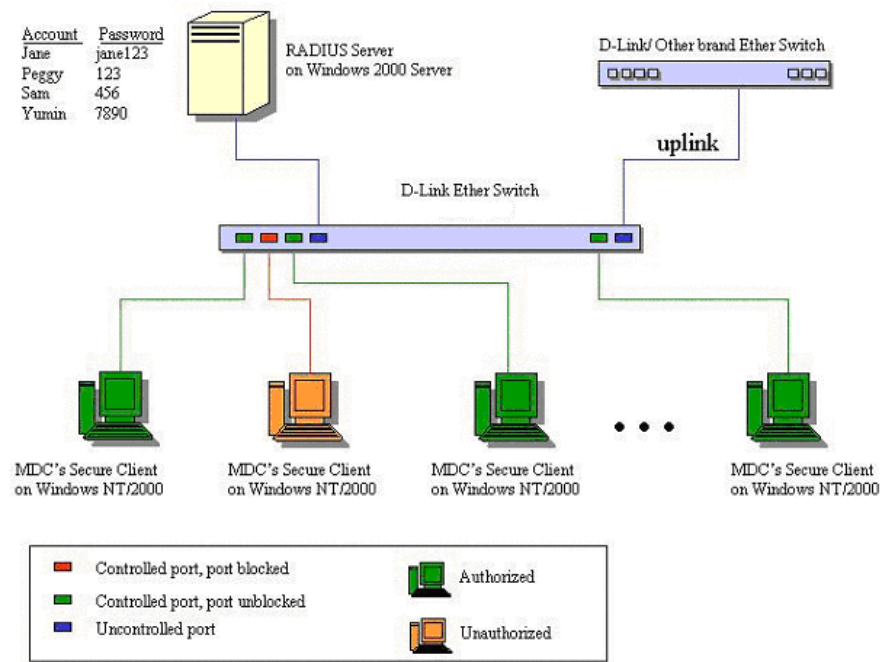 Account Password
Jane jane123
Peggy 123
Sam 456
Yumin 7890
RADIUS Server
on Windows 2000 Server
D-Link/ Other brand Ether Switch
uplink
D-Link Ether Switch
MDC's Secure Client
on Windows NT/2000
MDC's Secure Client
on Windows NT/2000
MDC's Secure Client
on Windows NT/2000
MDC's Secure Client
on Windows NT/2000
Controlled port, port blocked
Controlled port, port unblocked
Uncontrolled port
Authorized
Unauthorized